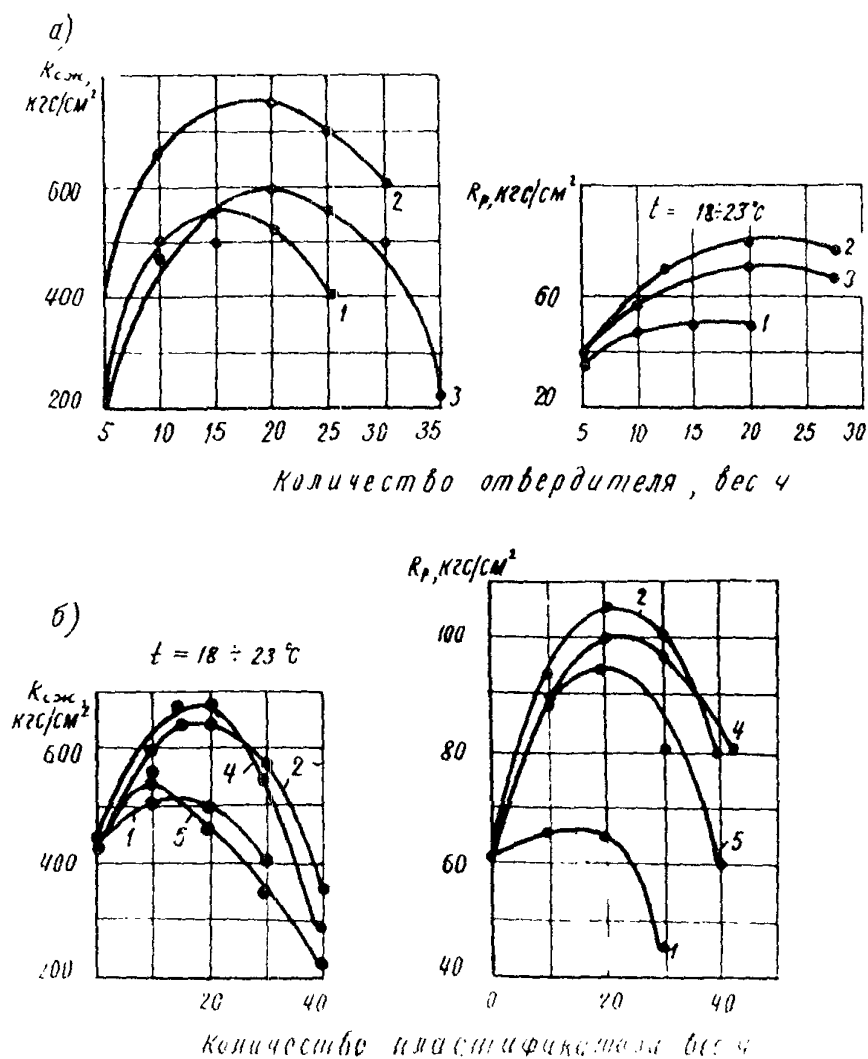 а)
Rсж,
кгс/см²
600
400
200
5 10 15 20 25 30 35
1
2
3
Rр, кгс/см²
t = 18÷23°С
60
20
5 10 15 20 25 30
2
3
1
Количество отвердителя, вес ч
б)
t = 18 ÷ 23 °С
Rсж,
кгс/см²
600
400
200
20 40
1
5
4
2
Rр, кгс/см²
100
80
60
40
0 20 40
2
4
5
1
Количество пластификатора вес ч